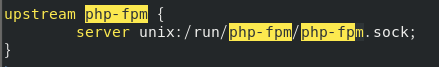 upstream php-fpm {
        server unix:/run/php-fpm/php-fpm.sock;
}